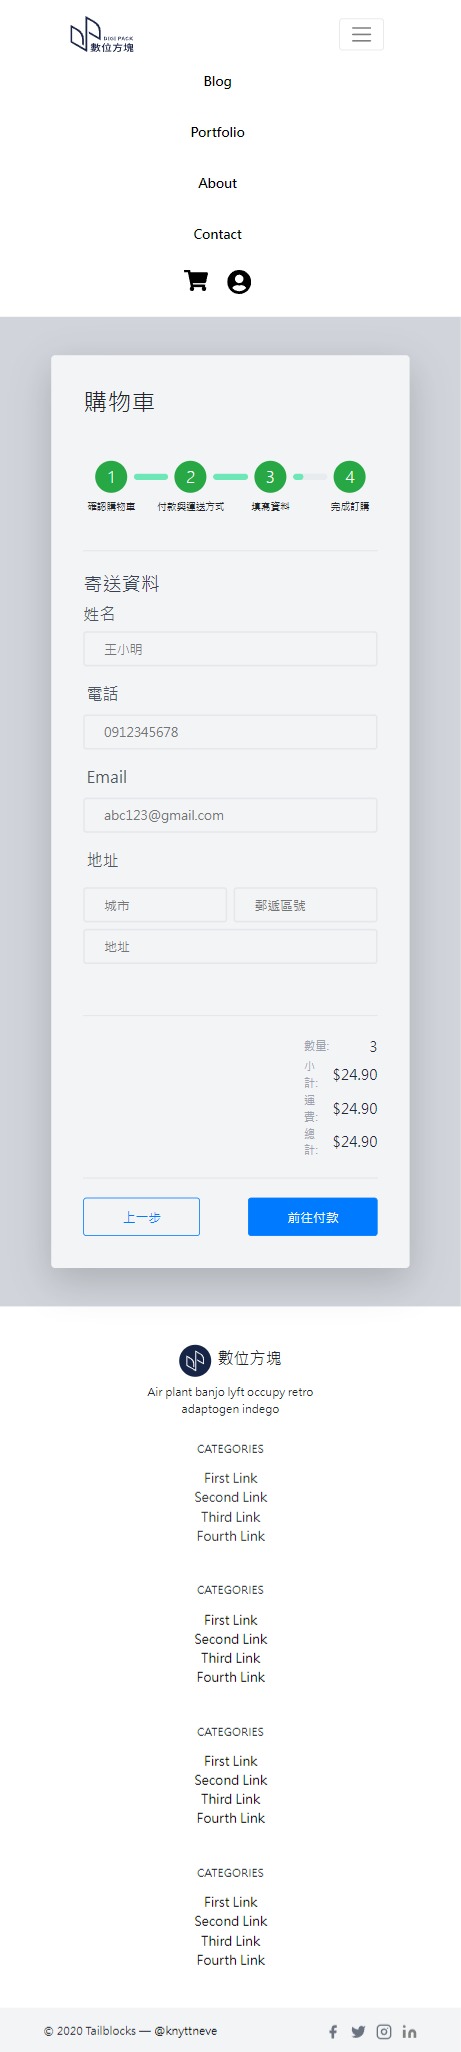 DIGI PACK
數位方塊
Blog
Portfolio
About
Contact
購物車
1 2 3 4
確認購物車 付款與運送方式 填寫資料 完成訂購
寄送資料
姓名
王小明
電話
0912345678
Email
abc123@gmail.com
地址
城市 郵遞區號
地址
數量: 3
小
計: $24.90
運
費: $24.90
總
計: $24.90
上一步 前往付款
數位方塊
Air plant banjo lyft occupy retro
adaptogen indego
CATEGORIES
First Link
Second Link
Third Link
Fourth Link
CATEGORIES
First Link
Second Link
Third Link
Fourth Link
CATEGORIES
First Link
Second Link
Third Link
Fourth Link
CATEGORIES
First Link
Second Link
Third Link
Fourth Link
© 2020 Tailblocks — @knyttneve